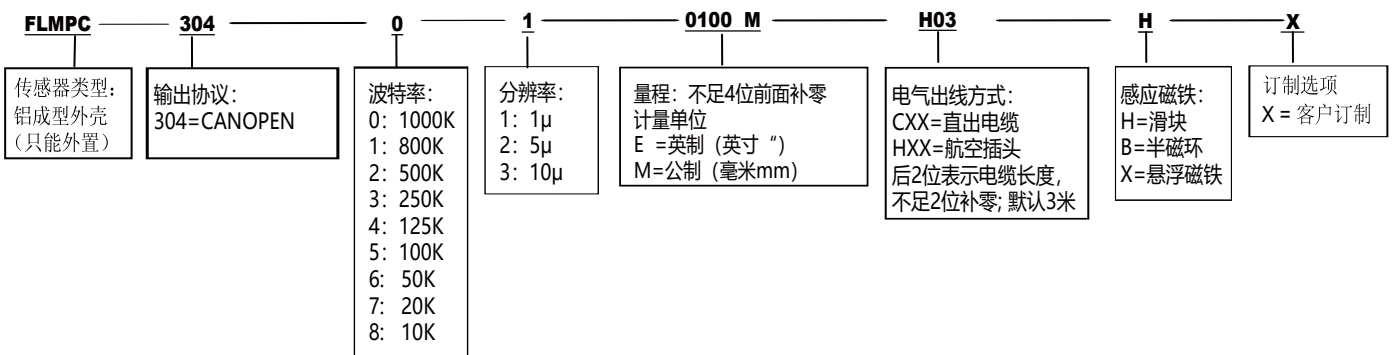 FLMPC 304 0 1 0100 M H03 H X
传感器类型：
铝成型外壳
（只能外置）
输出协议：
304=CANOPEN
波特率：
0: 1000K
1: 800K
2: 500K
3: 250K
4: 125K
5: 100K
6: 50K
7: 20K
8: 10K
分辨率：
1: 1μ
2: 5μ
3: 10μ
量程：不足4位前面补零
计量单位
E =英制（英寸“）
M=公制（毫米mm）
电气出线方式：
CXX=直出电缆
HXX=航空插头
后2位表示电缆长度，
不足2位补零; 默认3米
感应磁铁：
H=滑块
B=半磁环
X=悬浮磁铁
订制选项
X = 客户订制